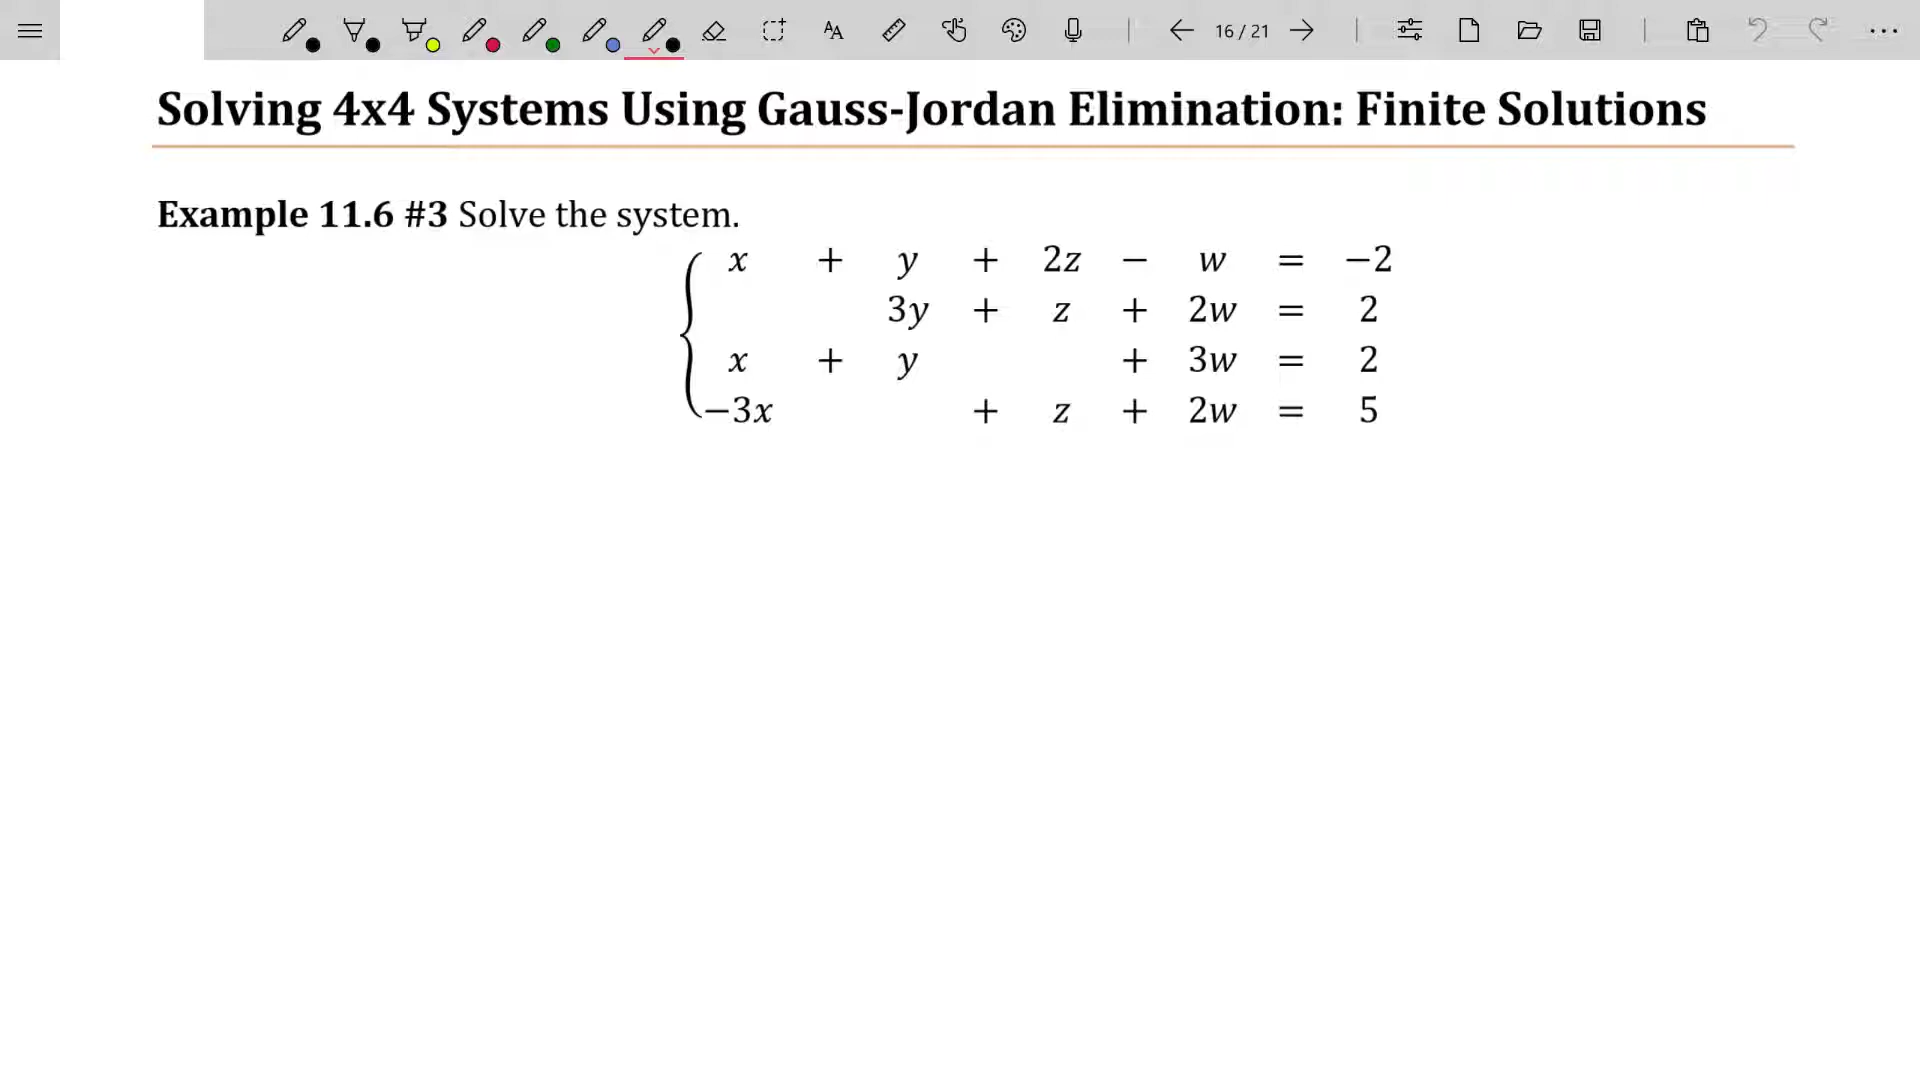 16 / 21
Solving 4x4 Systems Using Gauss-Jordan Elimination: Finite Solutions
Example 11.6 #3 Solve the system.
x + y + 2z − w = −2
3y + z + 2w = 2
x + y + 3w = 2
−3x + z + 2w = 5